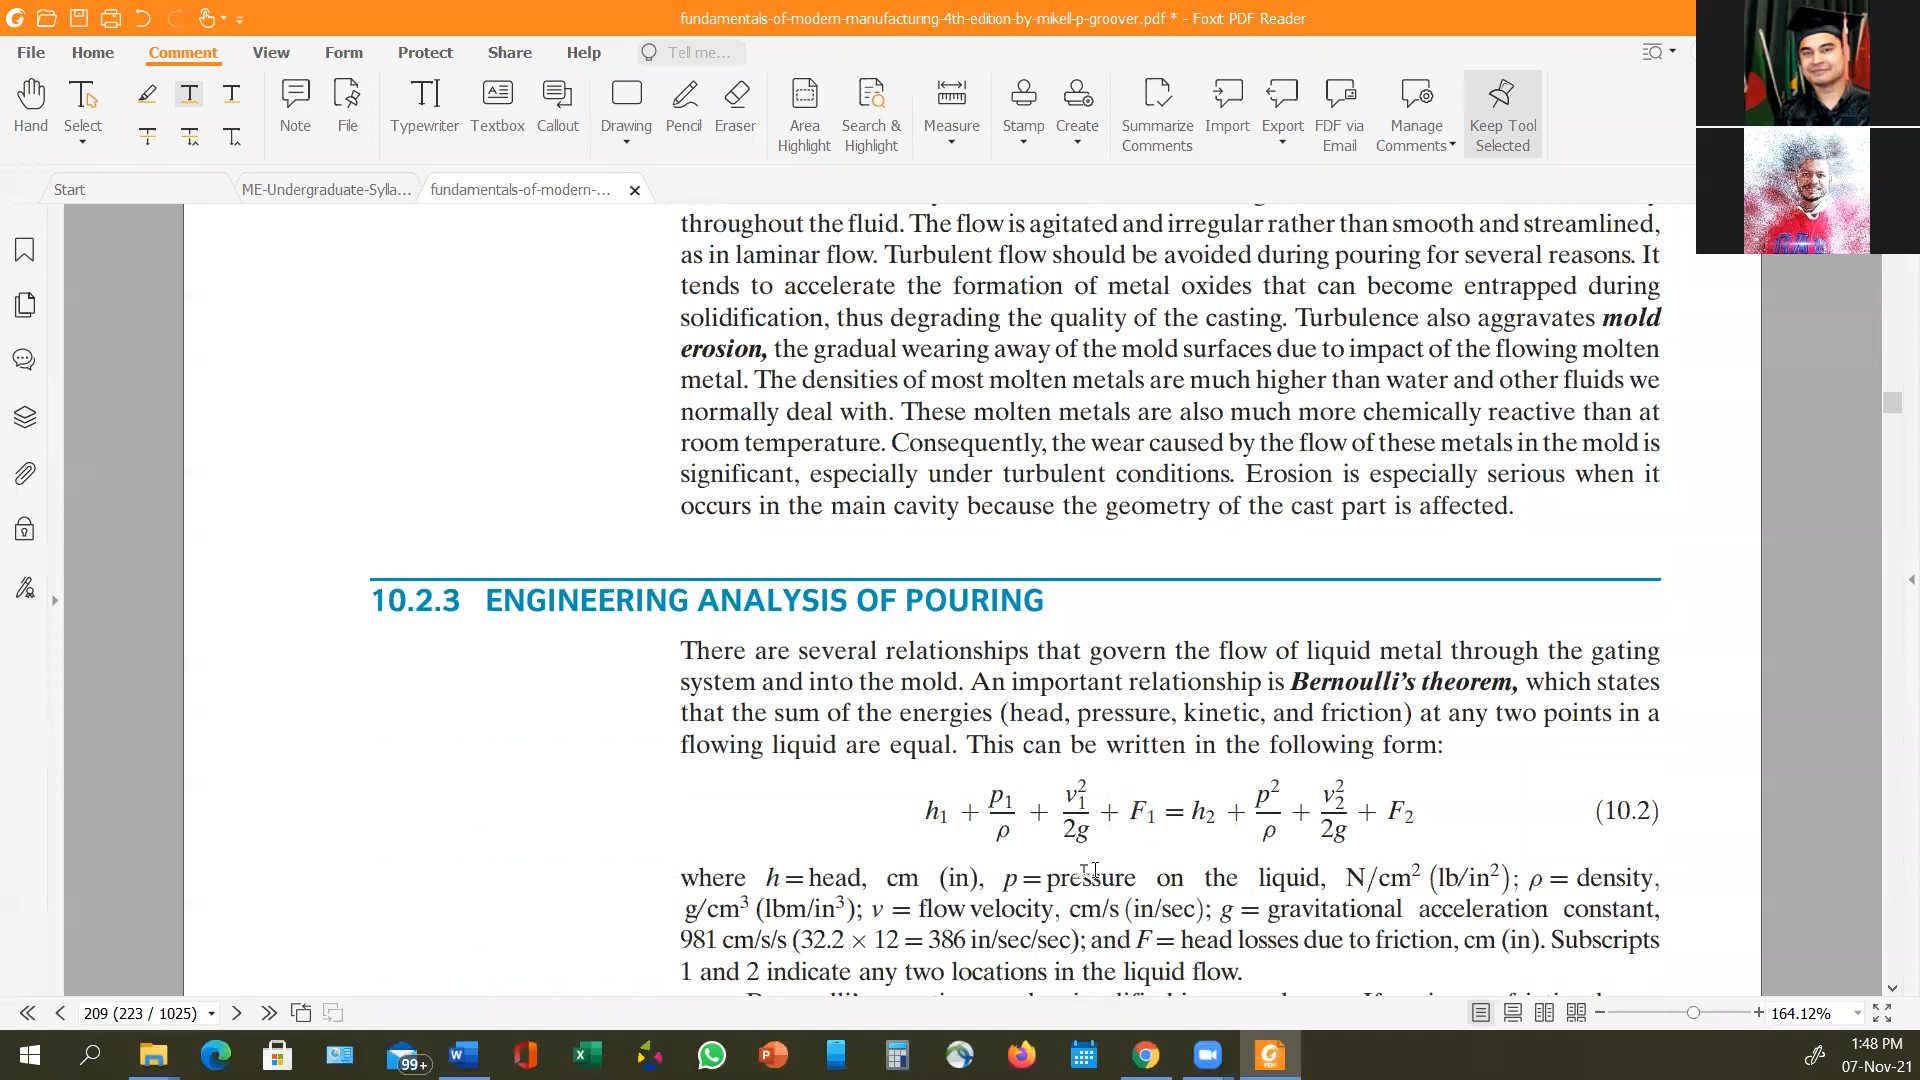 fundamentals-of-modern-manufacturing-4th-edition-by-mikell-p-groover.pdf * - Foxit PDF Reader
File Home Comment View Form Protect Share Help Tell me...
Hand Select Note File Typewriter Textbox Callout Drawing Pencil Eraser Area Highlight Search & Highlight Measure Stamp Create Summarize Comments Import Export FDF via Email Manage Comments Keep Tool Selected
Start ME-Undergraduate-Sylla... fundamentals-of-modern-...
throughout the fluid. The flow is agitated and irregular rather than smooth and streamlined,
as in laminar flow. Turbulent flow should be avoided during pouring for several reasons. It
tends to accelerate the formation of metal oxides that can become entrapped during
solidification, thus degrading the quality of the casting. Turbulence also aggravates mold
erosion, the gradual wearing away of the mold surfaces due to impact of the flowing molten
metal. The densities of most molten metals are much higher than water and other fluids we
normally deal with. These molten metals are also much more chemically reactive than at
room temperature. Consequently, the wear caused by the flow of these metals in the mold is
significant, especially under turbulent conditions. Erosion is especially serious when it
occurs in the main cavity because the geometry of the cast part is affected.
10.2.3 ENGINEERING ANALYSIS OF POURING
There are several relationships that govern the flow of liquid metal through the gating
system and into the mold. An important relationship is Bernoulli's theorem, which states
that the sum of the energies (head, pressure, kinetic, and friction) at any two points in a
flowing liquid are equal. This can be written in the following form:
h₁ + p₁/ρ + v₁²/2g + F₁ = h₂ + p²/ρ + v₂²/2g + F₂ (10.2)
where h = head, cm (in), p = pressure on the liquid, N/cm² (lb/in²); ρ = density,
g/cm³ (lbm/in³); v = flow velocity, cm/s (in/sec); g = gravitational acceleration constant,
981 cm/s/s (32.2 × 12 = 386 in/sec/sec); and F = head losses due to friction, cm (in). Subscripts
1 and 2 indicate any two locations in the liquid flow.
209 (223 / 1025) 164.12%
99+
1:48 PM
07-Nov-21